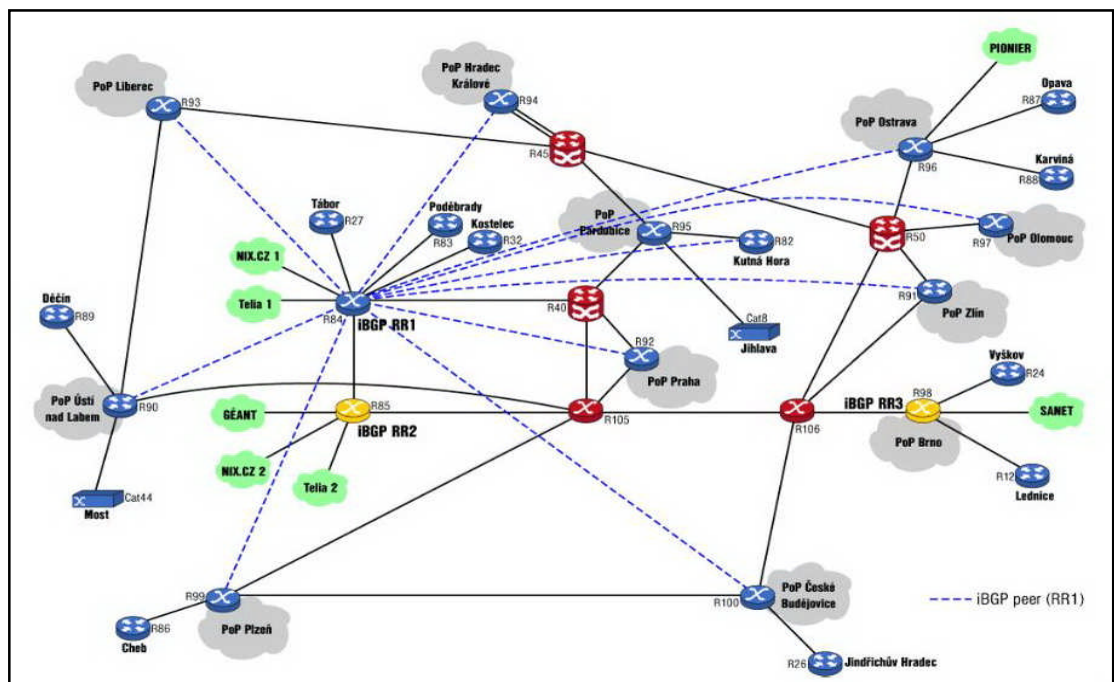 PIONIER
Opava
R87
PoP Hradec
Králové
R94
PoP Liberec
R93
PoP Ostrava
R96
Karviná
R88
R45
Tábor
R27
Poděbrady
R83
Kostelec
R32
PoP
Pardubice
R95
R82
Kutná Hora
R50
R97
PoP Olomouc
NIX.CZ 1
Telia 1
R84
iBGP RR1
R40
R91
PoP Zlín
Děčín
R89
R92
PoP Praha
Cat8
Jihlava
Vyškov
R24
PoP Ústí
nad Labem
R90
GÉANT
R85
iBGP RR2
R105
R106
iBGP RR3
R98
SANET
PoP Brno
NIX.CZ 2
Telia 2
R12
Lednice
Cat44
Most
R99
PoP Plzeň
R86
Cheb
R100
PoP České
Budějovice
iBGP peer (RR1)
R26
Jindřichův Hradec